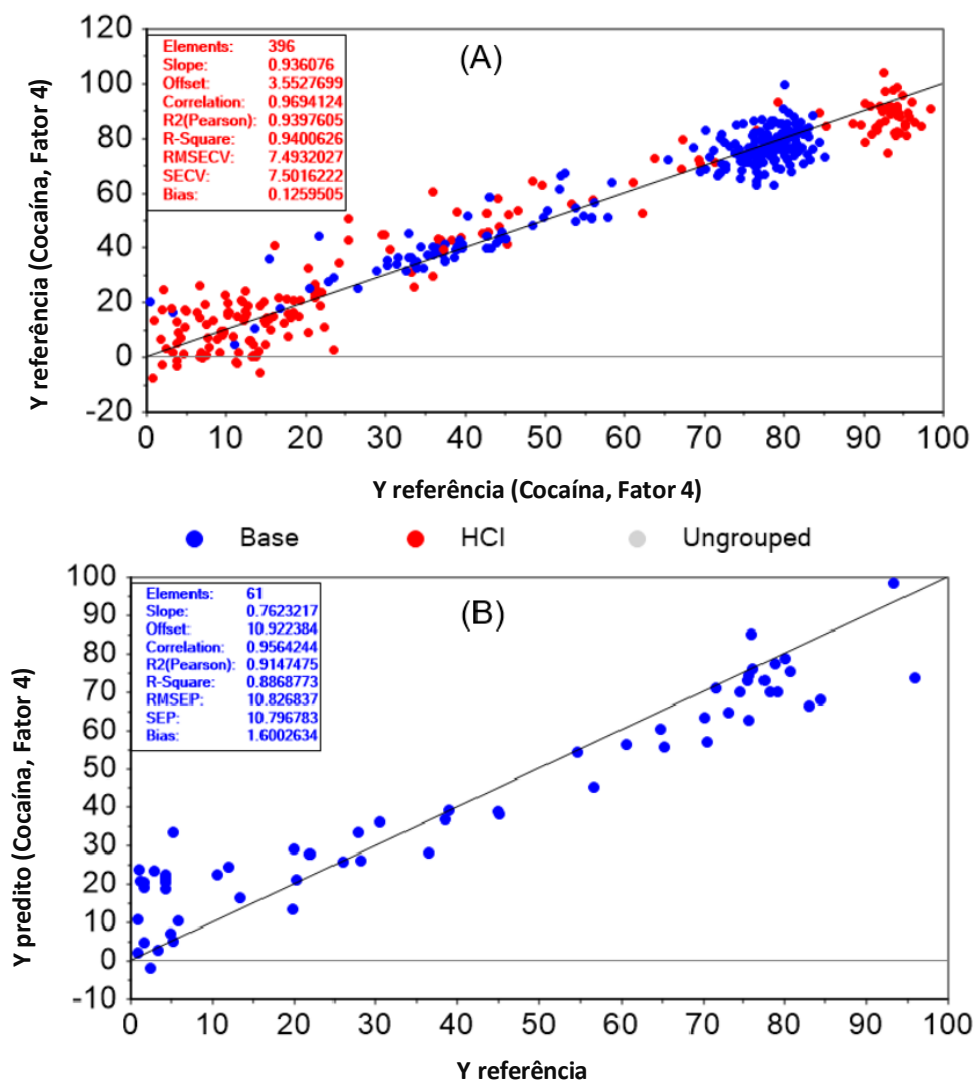 120
100
80
60
40
20
0
-20
Y referência (Cocaína, Fator 4)
(A)
Elements: 396
Slope: 0.936076
Offset: 3.5527699
Correlation: 0.9694124
R2(Pearson): 0.9397605
R-Square: 0.9400626
RMSECV: 7.4932027
SECV: 7.5016222
Bias: 0.1259505
0 10 20 30 40 50 60 70 80 90 100
Y referência (Cocaína, Fator 4)
Base HCl Ungrouped
100
90
80
70
60
50
40
30
20
10
0
-10
Y predito (Cocaína, Fator 4)
(B)
Elements: 61
Slope: 0.7623217
Offset: 10.922384
Correlation: 0.9564244
R2(Pearson): 0.9147475
R-Square: 0.8868773
RMSEP: 10.826837
SEP: 10.796783
Bias: 1.6002634
0 10 20 30 40 50 60 70 80 90 100
Y referência